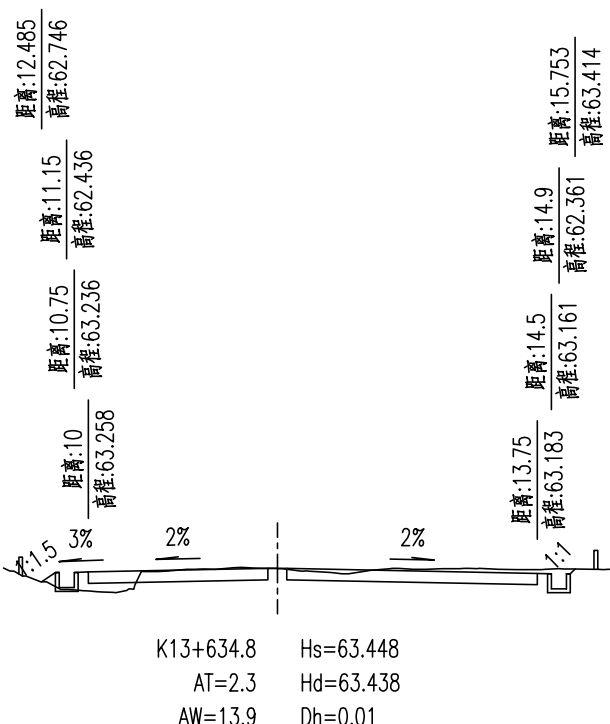 距离:12.485
高程:62.746
距离:11.15
高程:62.436
距离:10.75
高程:63.236
距离:10
高程:63.258
距离:15.753
高程:63.414
距离:14.9
高程:62.361
距离:14.5
高程:63.161
距离:13.75
高程:63.183
1:1.5
3%
2%
2%
1:1
K13+634.8
Hs=63.448
AT=2.3
Hd=63.438
AW=13.9
Dh=0.01